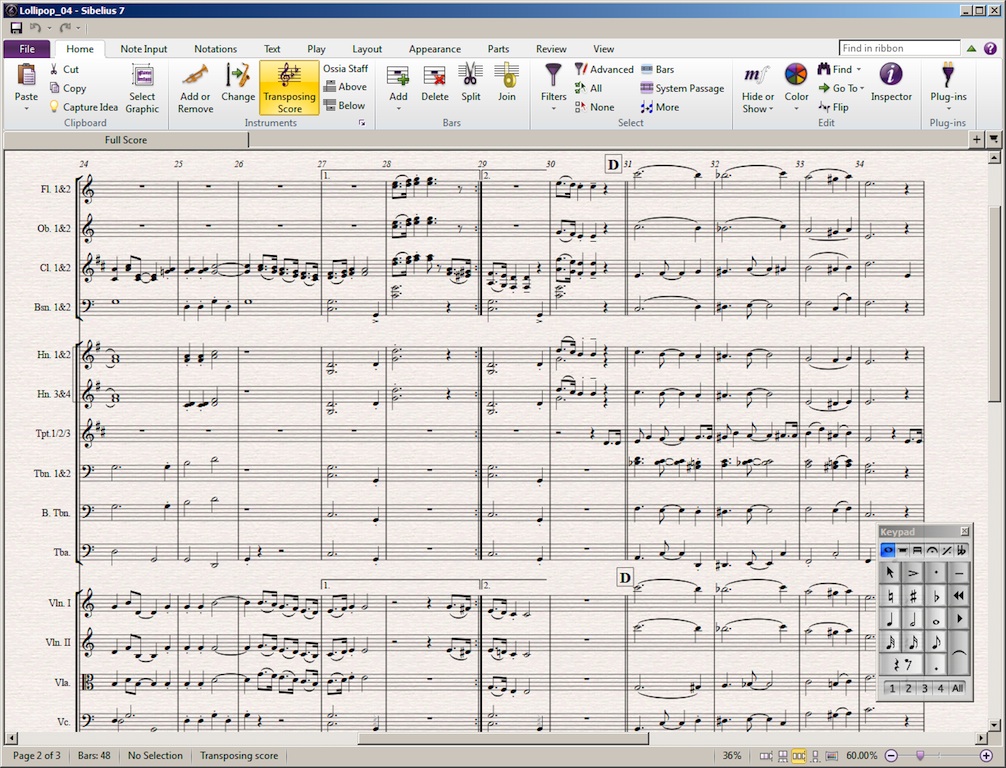 Lollipop_04 - Sibelius 7
File Home Note Input Notations Text Play Layout Appearance Parts Review View Find in ribbon
Paste Cut Copy Capture Idea Select Graphic Clipboard
Add or Remove Change Transposing Score Ossia Staff Above Below Instruments
Add Delete Split Join Bars
Filters Advanced All None Bars System Passage More Select
Hide or Show Color Find Go To Flip Inspector Edit
Plug-ins Plug-ins
Full Score
24 25 26 27 28 29 30 D 31 32 33 34
1. 2.
Fl. 1&2
Ob. 1&2
Cl. 1&2
Bsn. 1&2
Hn. 1&2
Hn. 3&4
Tpt.1/2/3
Tbn. 1&2
B. Tbn.
Keypad
Tba.
1. 2. D
Vln. I
Vln. II
Vla.
1 2 3 4 All
Vc.
Page 2 of 3 Bars: 48 No Selection Transposing score 36% 60.00%